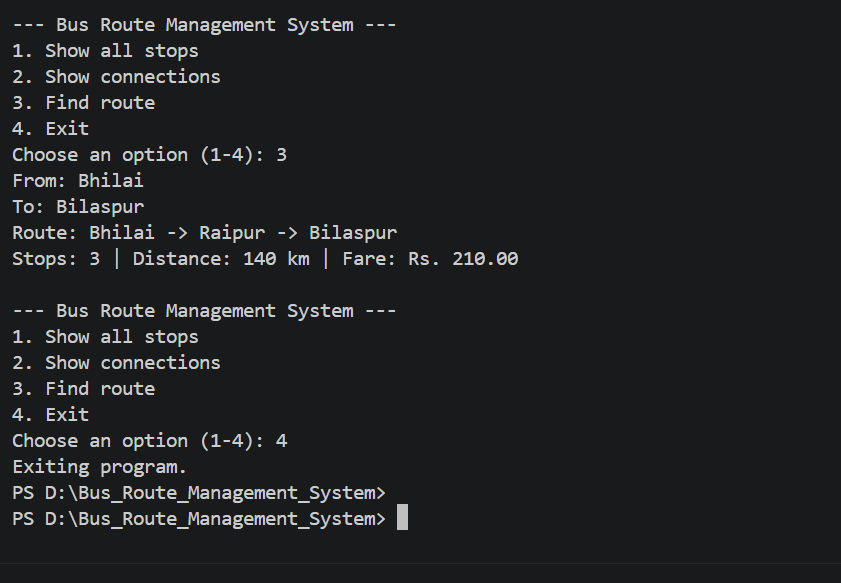 --- Bus Route Management System ---
1. Show all stops
2. Show connections
3. Find route
4. Exit
Choose an option (1-4): 3
From: Bhilai
To: Bilaspur
Route: Bhilai -> Raipur -> Bilaspur
Stops: 3 | Distance: 140 km | Fare: Rs. 210.00
--- Bus Route Management System ---
1. Show all stops
2. Show connections
3. Find route
4. Exit
Choose an option (1-4): 4
Exiting program.
PS D:\Bus_Route_Management_System>
PS D:\Bus_Route_Management_System>